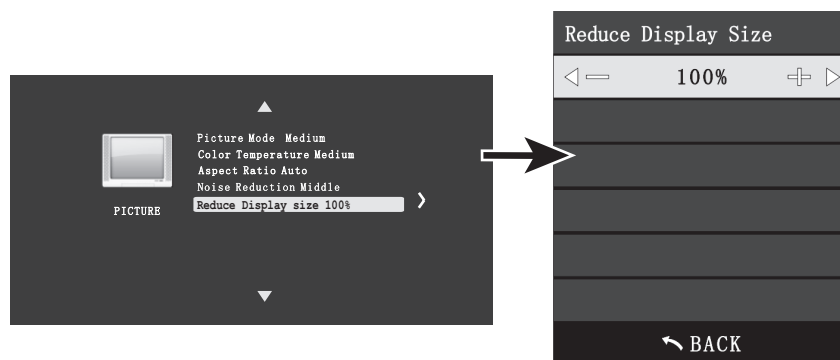 Picture Mode Medium
Color Temperature Medium
Aspect Ratio Auto
Noise Reduction Middle
Reduce Display size 100%
PICTURE
Reduce Display Size
100%
BACK